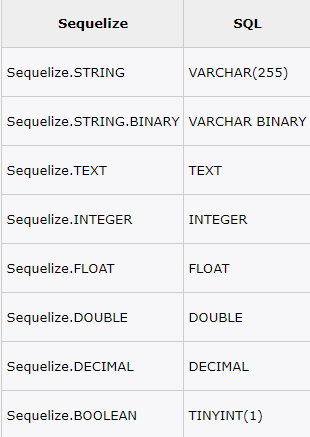 Sequelize SQL
Sequelize.STRING VARCHAR(255)
Sequelize.STRING.BINARY VARCHAR BINARY
Sequelize.TEXT TEXT
Sequelize.INTEGER INTEGER
Sequelize.FLOAT FLOAT
Sequelize.DOUBLE DOUBLE
Sequelize.DECIMAL DECIMAL
Sequelize.BOOLEAN TINYINT(1)